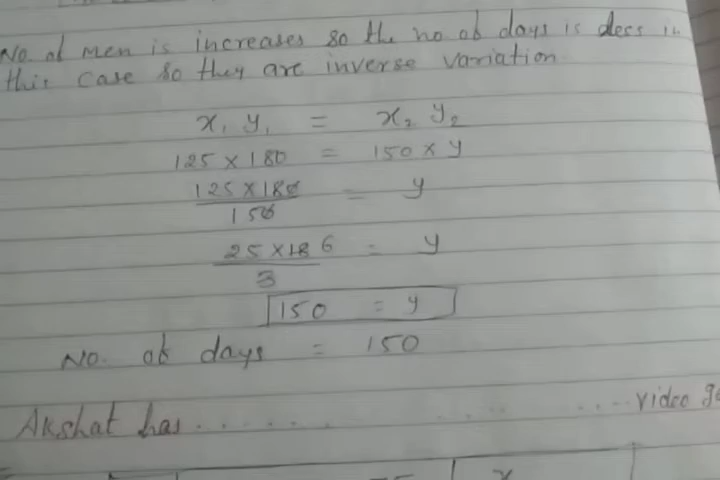 No. of men is increases so the no of days is decs in
this case so they are inverse variation
x₁ y₁ = x₂ y₂
125 × 180 = 150 × y
125 × 180 / 150 = y
25 × 18 6 / 3 = y
150 = y
No. of days = 150
Akshat has . . . . . . . . . . . . . video
x